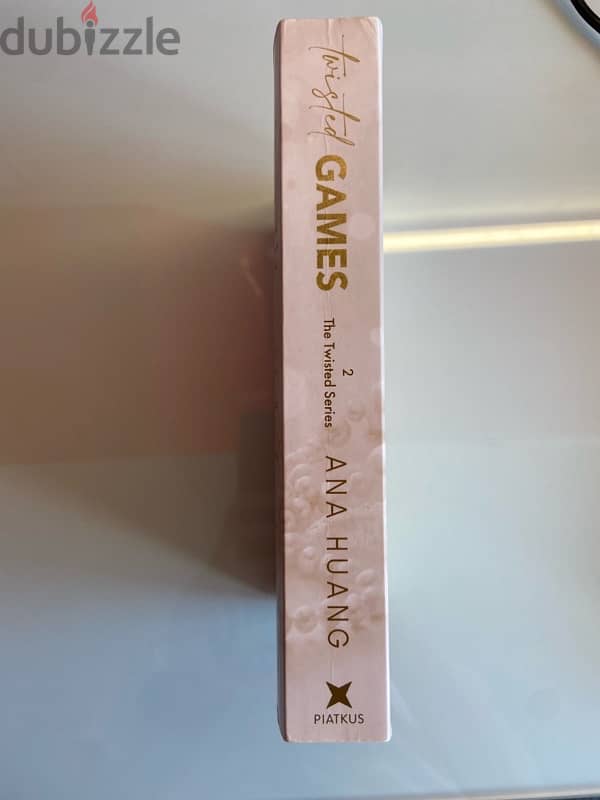 dubizzle
twisted
GAMES
2
The Twisted Series
ANA HUANG
PIATKUS